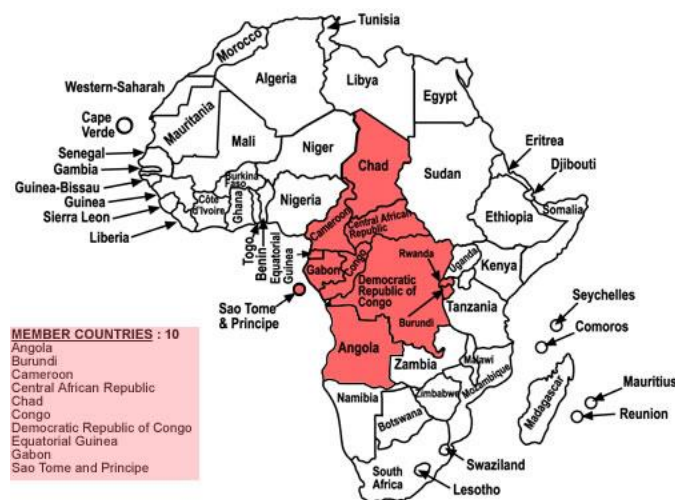 Tunisia
Morocco
Algeria
Libya
Egypt
Western-Saharah
Cape
Verde
Mauritania
Mali
Niger
Chad
Sudan
Eritrea
Djibouti
Senegal
Gambia
Guinea-Bissau
Guinea
Sierra Leon
Liberia
Burkina
Faso
Côte
d'Ivoire
Ghana
Togo
Benin
Nigeria
Equatorial
Guinea
Cameroon
Central African
Republic
Ethiopia
Somalia
Gabon
Congo
Democratic
Republic of
Congo
Rwanda
Uganda
Kenya
Burundi
Tanzania
Sao Tome
& Principe
Seychelles
Comoros
Angola
Zambia
Malawi
Mozambique
Madagascar
Mauritius
Reunion
Namibia
Zimbabwe
Botswana
Swaziland
South
Africa
Lesotho
MEMBER COUNTRIES : 10
Angola
Burundi
Cameroon
Central African Republic
Chad
Congo
Democratic Republic of Congo
Equatorial Guinea
Gabon
Sao Tome and Principe